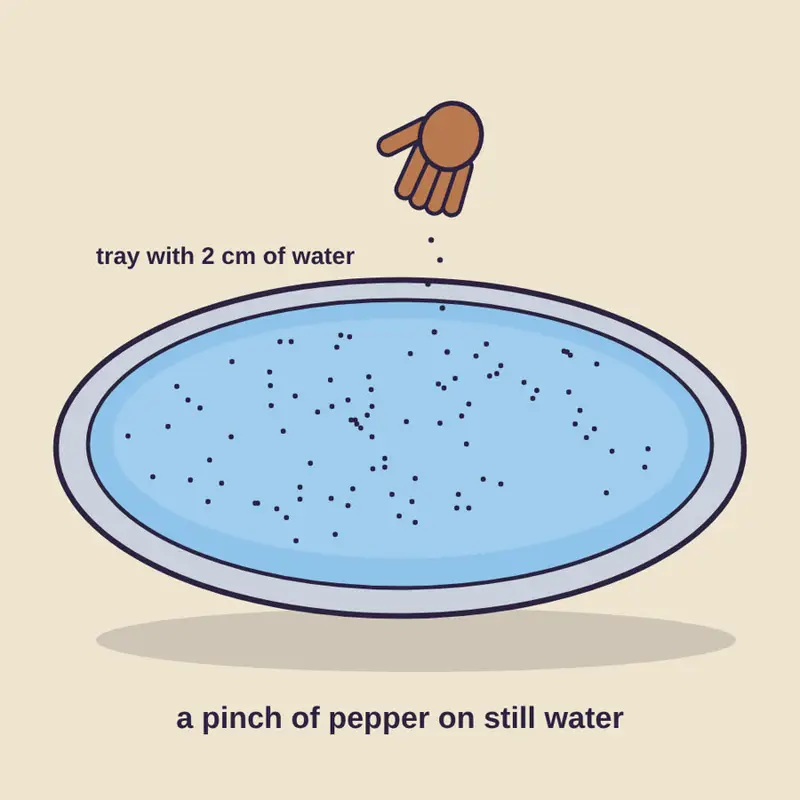 tray with 2 cm of water
a pinch of pepper on still water